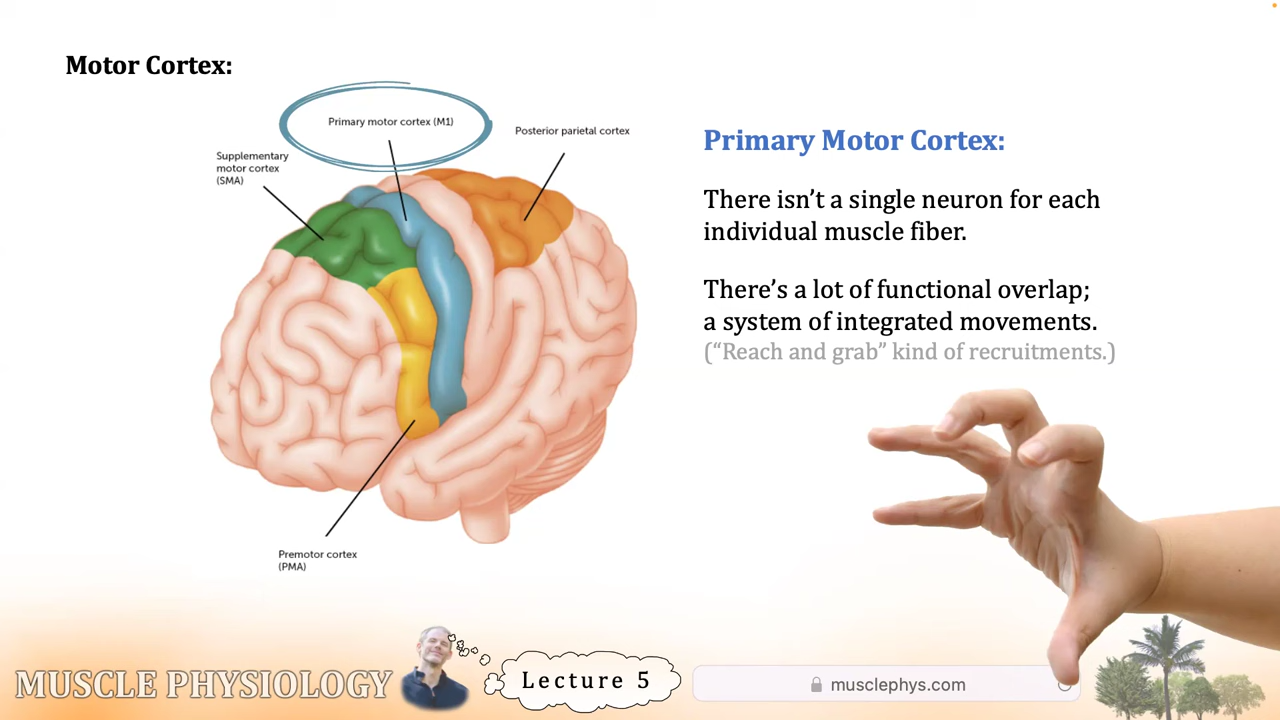 Motor Cortex:
Primary motor cortex (M1)
Posterior parietal cortex
Supplementary
motor cortex
(SMA)
Premotor cortex
(PMA)
Primary Motor Cortex:
There isn’t a single neuron for each
individual muscle fiber.
There’s a lot of functional overlap;
a system of integrated movements.
(“Reach and grab” kind of recruitments.)
MUSCLE PHYSIOLOGY
Lecture 5
musclephys.com